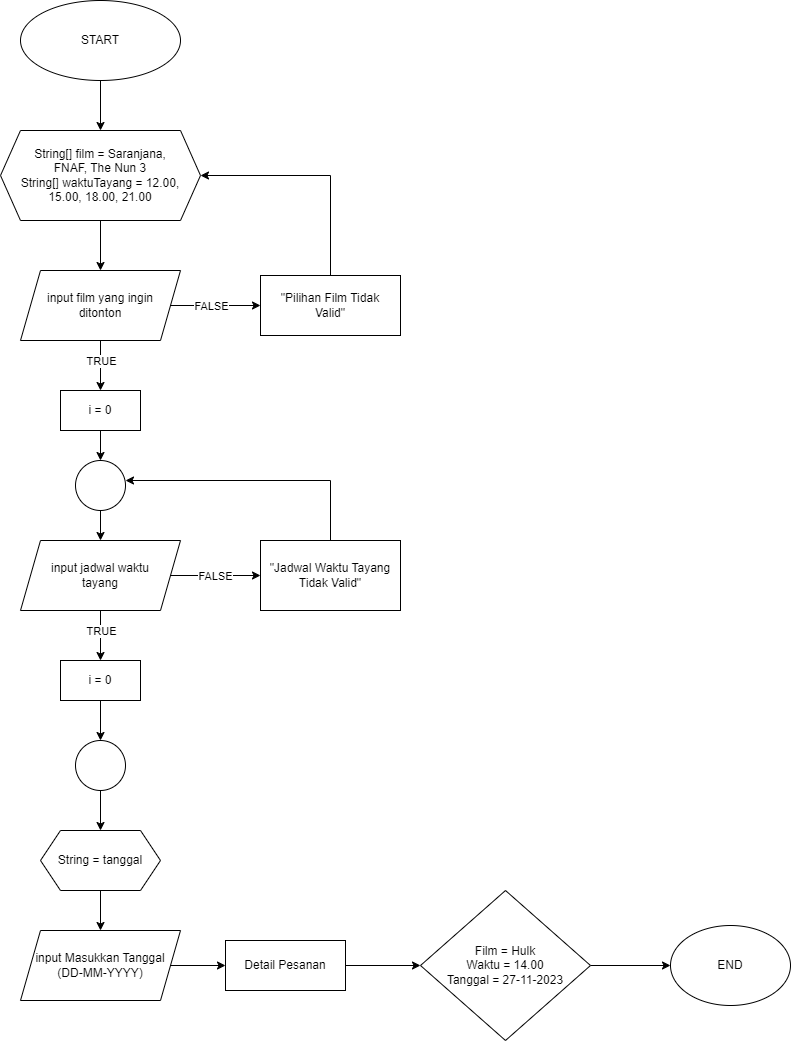 START
String[] film = Saranjana,
FNAF, The Nun 3
String[] waktuTayang = 12.00,
15.00, 18.00, 21.00
input film yang ingin
ditonton
FALSE
"Pilihan Film Tidak
Valid"
TRUE
i = 0
input jadwal waktu
tayang
FALSE
"Jadwal Waktu Tayang
Tidak Valid"
TRUE
i = 0
String = tanggal
input Masukkan Tanggal
(DD-MM-YYYY)
Detail Pesanan
Film = Hulk
Waktu = 14.00
Tanggal = 27-11-2023
END